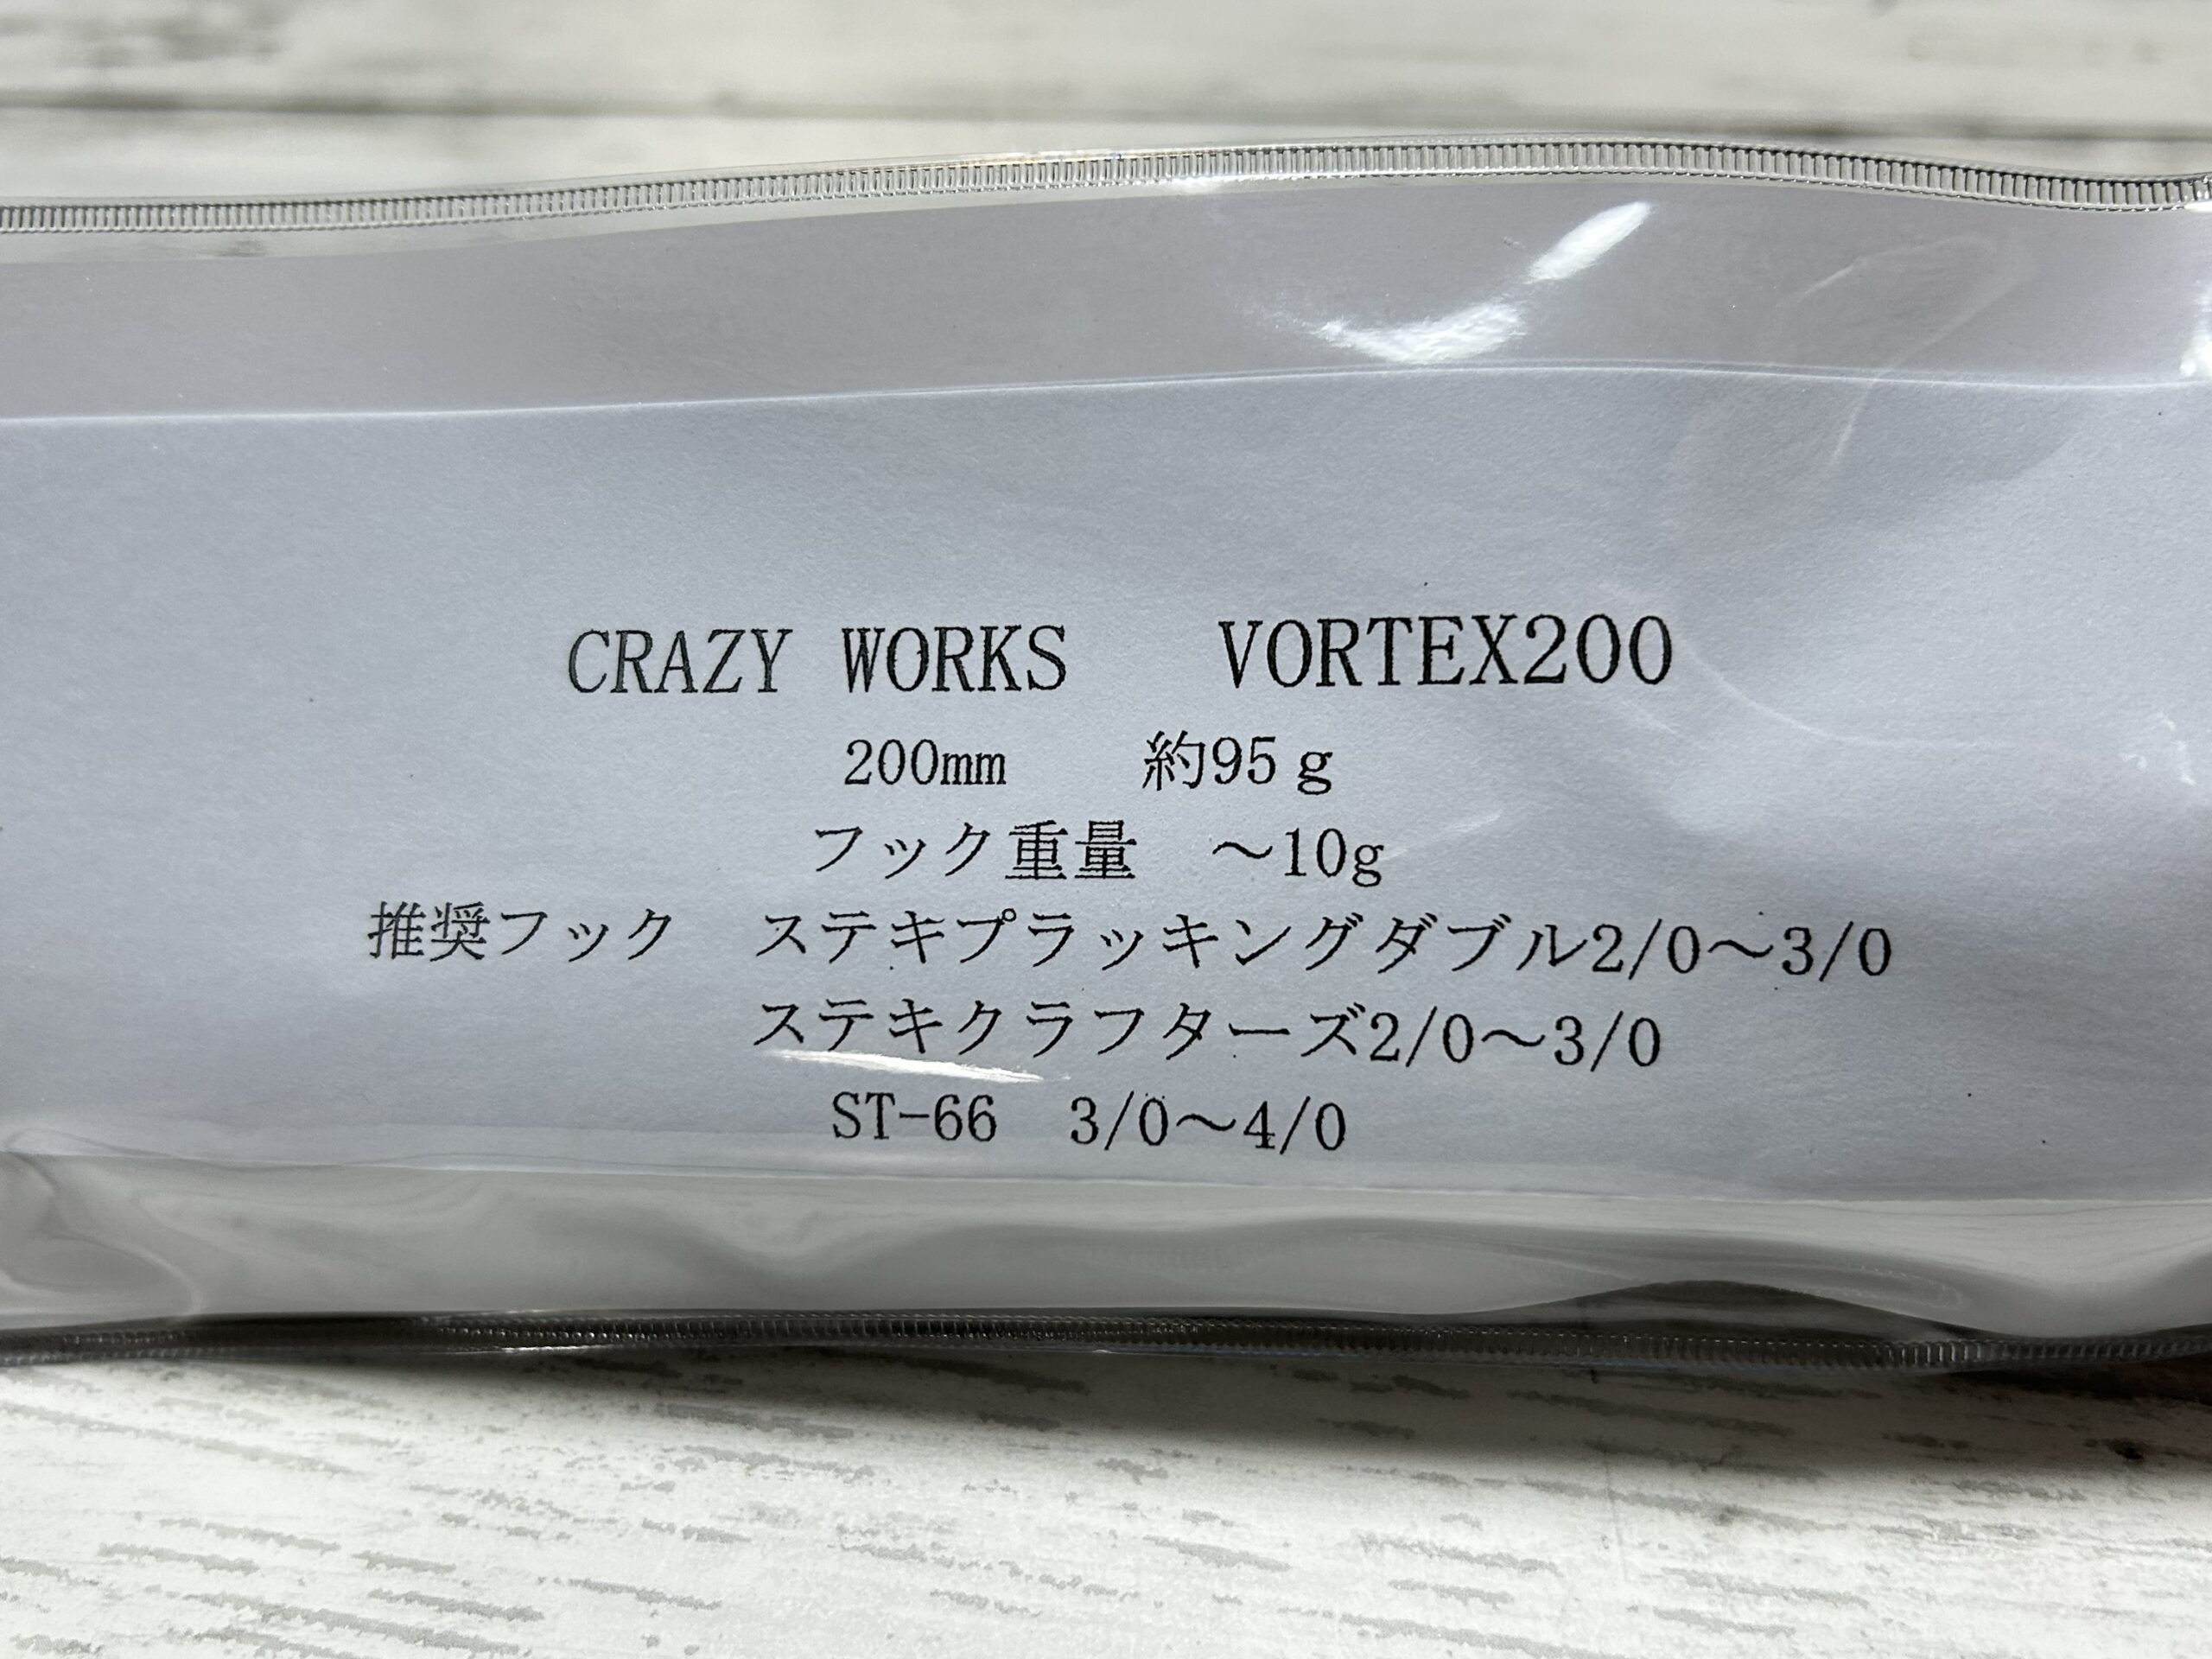 CRAZY WORKS　VORTEX200
200mm　約95ｇ
フック重量　～10g
推奨フック　ステキプラッキングダブル2/0～3/0
ステキクラフターズ2/0～3/0
ST-66　3/0～4/0